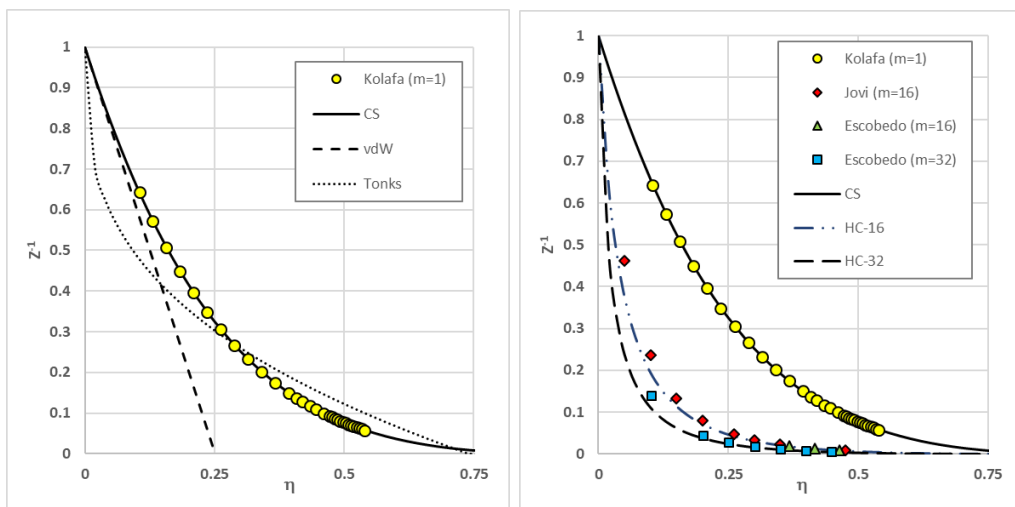 1
0.9
0.8
0.7
0.6
0.5
0.4
0.3
0.2
0.1
0
Z⁻¹
0
0.25
0.5
0.75
η
Kolafa (m=1)
CS
vdW
Tonks
1
0.9
0.8
0.7
0.6
0.5
0.4
0.3
0.2
0.1
0
Z⁻¹
0
0.25
0.5
0.75
η
Kolafa (m=1)
Jovi (m=16)
Escobedo (m=16)
Escobedo (m=32)
CS
HC-16
HC-32